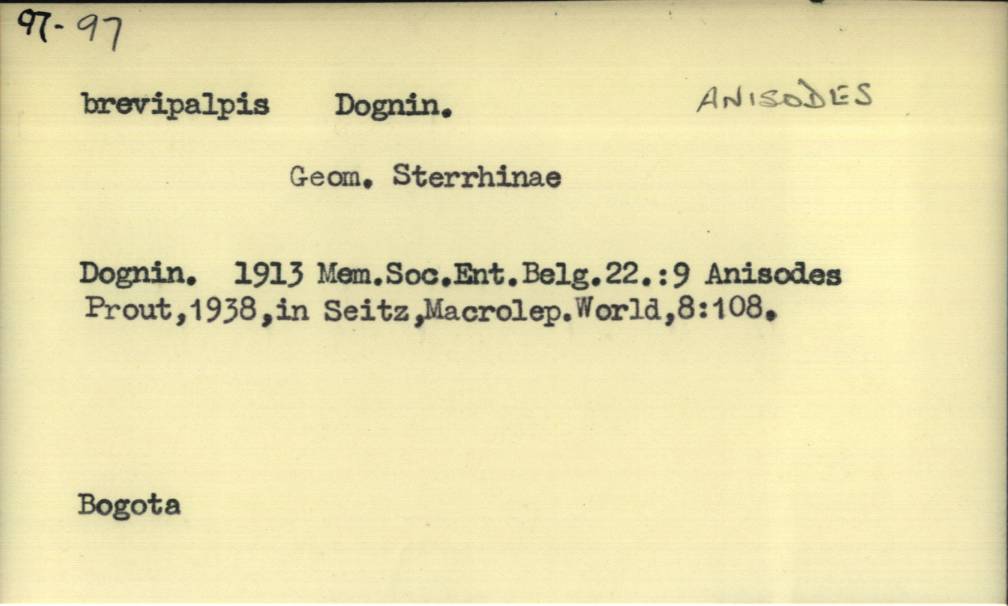 97-97
brevipalpis Dognin. ANISODES
Geom. Sterrhinae
Dognin. 1913 Mem.Soc.Ent.Belg.22.:9 Anisodes
Prout,1938,in Seitz,Macrolep.World,8:108.
Bogota